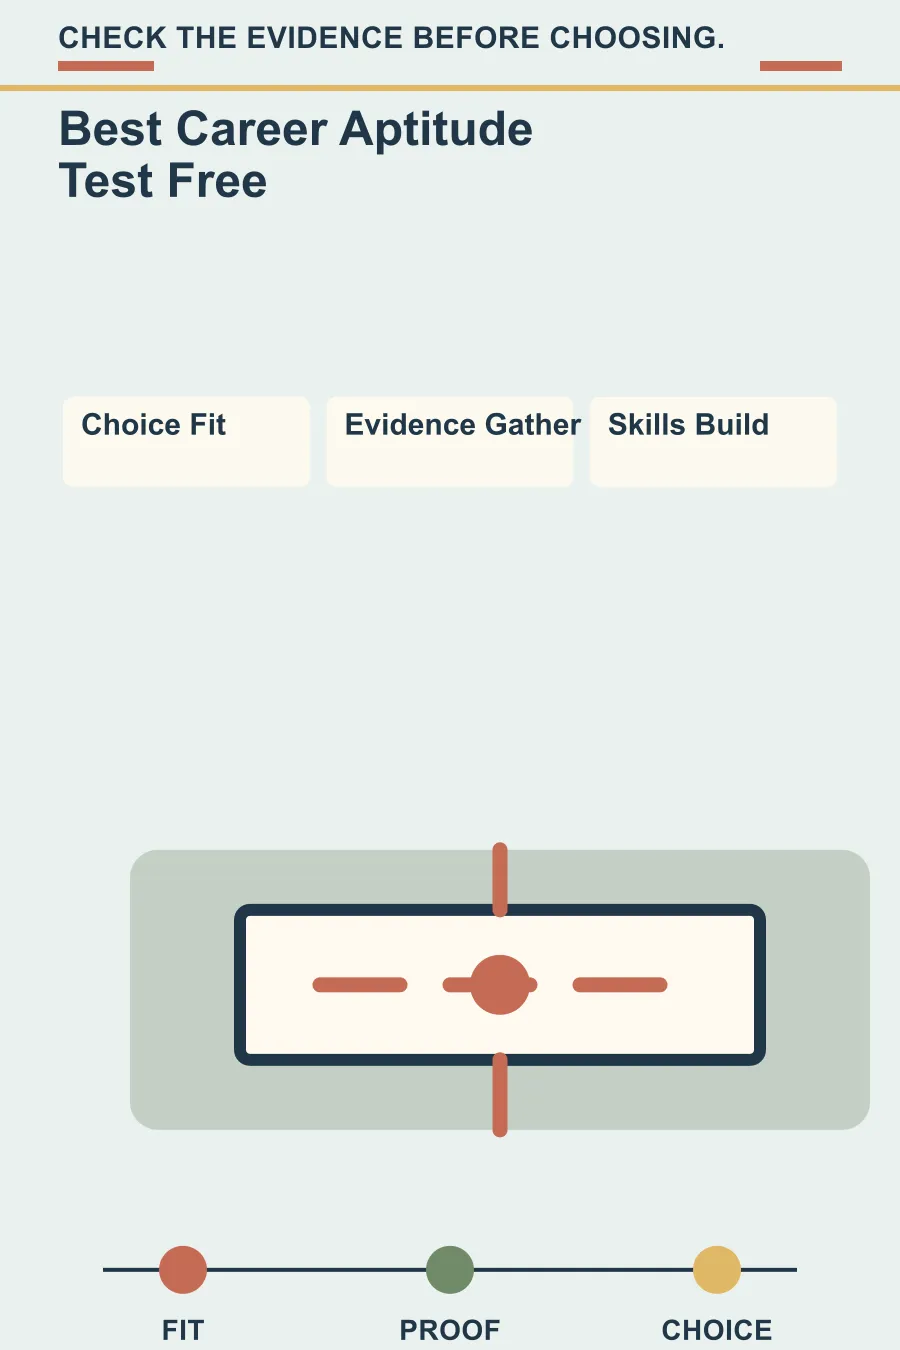 CHECK THE EVIDENCE BEFORE CHOOSING.
Best Career Aptitude
Test Free
Choice Fit
Evidence Gather
Skills Build
FIT
PROOF
CHOICE